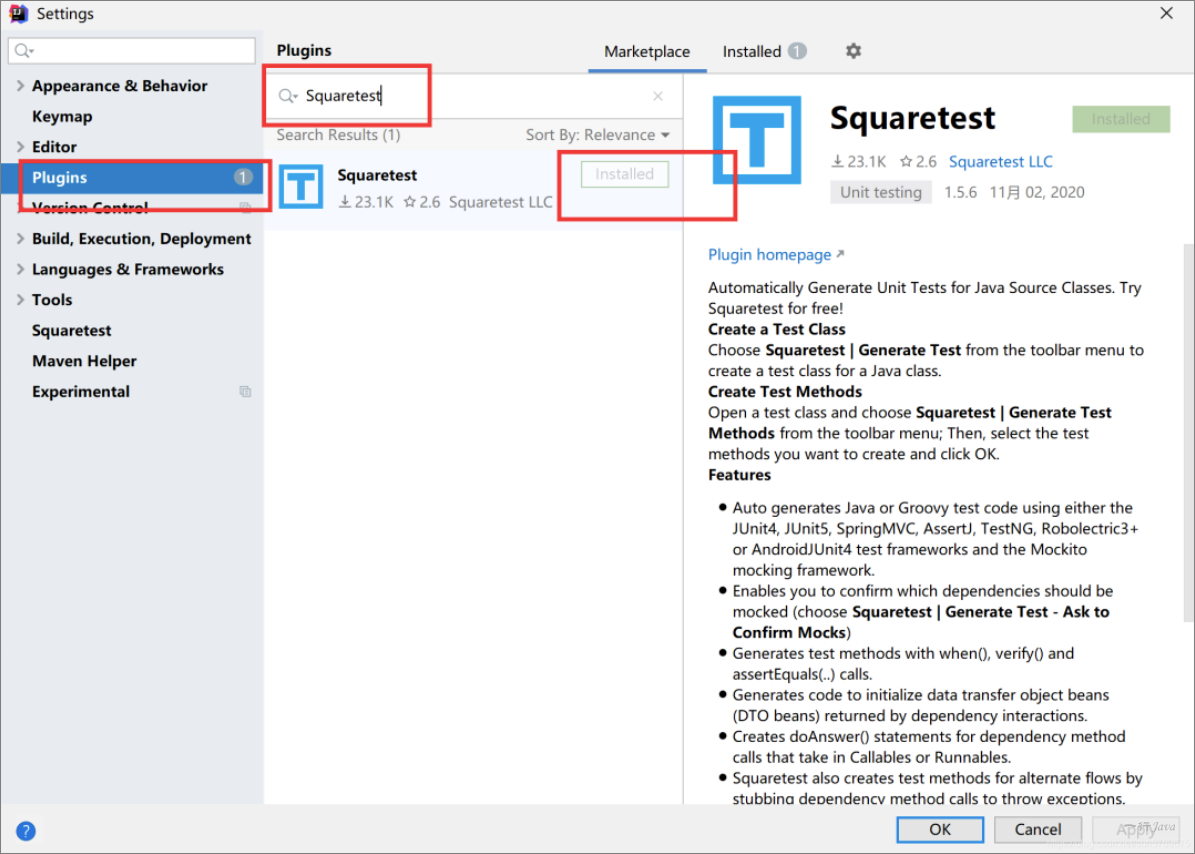 Settings
Plugins
Marketplace
Installed 1
Appearance & Behavior
Keymap
Editor
Plugins 1
Version Control
Build, Execution, Deployment
Languages & Frameworks
Tools
Squaretest
Maven Helper
Experimental
Squaretest
Search Results (1)
Sort By: Relevance
Squaretest
23.1K 2.6 Squaretest LLC
Installed
Squaretest
Installed
23.1K 2.6 Squaretest LLC
Unit testing 1.5.6 11月 02, 2020
Plugin homepage
Automatically Generate Unit Tests for Java Source Classes. Try
Squaretest for free!
Create a Test Class
Choose Squaretest | Generate Test from the toolbar menu to
create a test class for a Java class.
Create Test Methods
Open a test class and choose Squaretest | Generate Test
Methods from the toolbar menu; Then, select the test
methods you want to create and click OK.
Features
Auto generates Java or Groovy test code using either the
JUnit4, JUnit5, SpringMVC, AssertJ, TestNG, Robolectric3+
or AndroidJUnit4 test frameworks and the Mockito
mocking framework.
Enables you to confirm which dependencies should be
mocked (choose Squaretest | Generate Test - Ask to
Confirm Mocks)
Generates test methods with when(), verify() and
assertEquals(..) calls.
Generates code to initialize data transfer object beans
(DTO beans) returned by dependency interactions.
Creates doAnswer() statements for dependency method
calls that take in Callables or Runnables.
Squaretest also creates test methods for alternate flows by
stubbing dependency method calls to throw exceptions.
?
OK
Cancel
Apply
一行Java